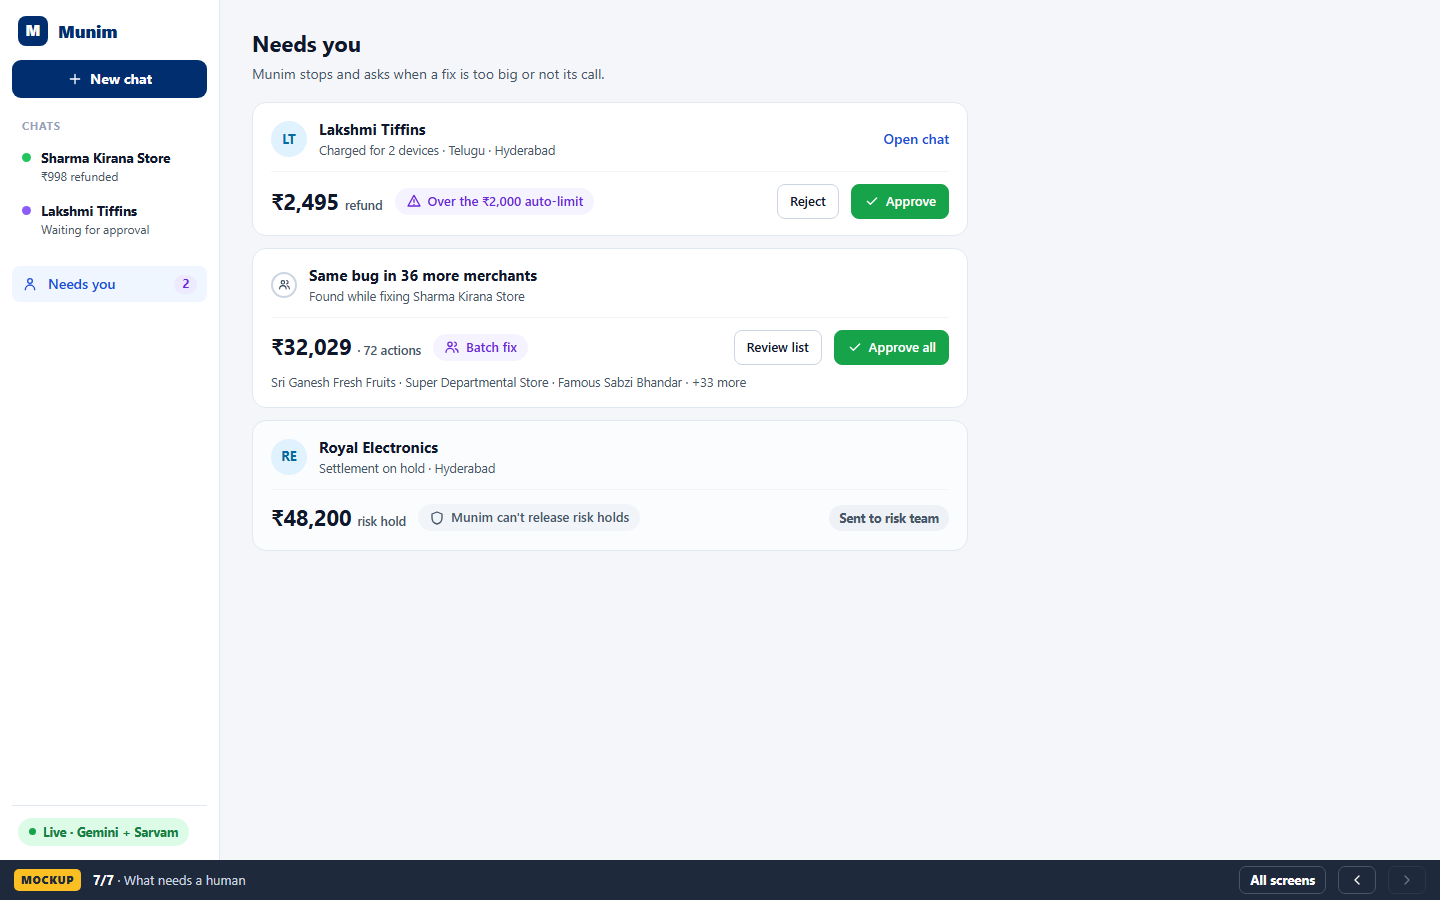 M Munim
+ New chat
CHATS
Sharma Kirana Store
₹998 refunded
Lakshmi Tiffins
Waiting for approval
Needs you 2
Live · Gemini + Sarvam
Needs you
Munim stops and asks when a fix is too big or not its call.
LT
Lakshmi Tiffins
Charged for 2 devices · Telugu · Hyderabad
Open chat
₹2,495 refund
Over the ₹2,000 auto-limit
Reject
Approve
Same bug in 36 more merchants
Found while fixing Sharma Kirana Store
₹32,029 · 72 actions
Batch fix
Review list
Approve all
Sri Ganesh Fresh Fruits · Super Departmental Store · Famous Sabzi Bhandar · +33 more
RE
Royal Electronics
Settlement on hold · Hyderabad
₹48,200 risk hold
Munim can't release risk holds
Sent to risk team
MOCKUP 7/7 · What needs a human
All screens